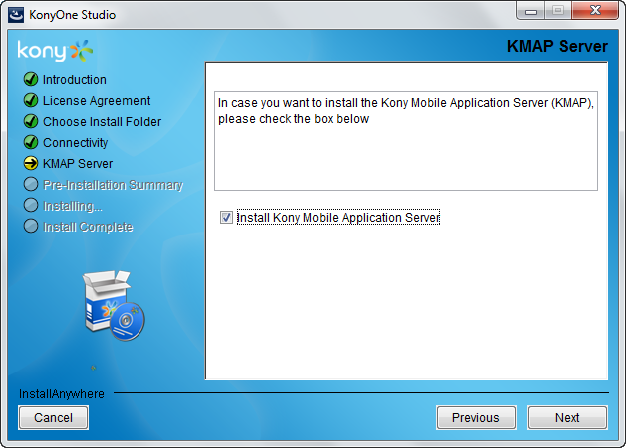 KonyOne Studio
kony
KMAP Server
Introduction
License Agreement
Choose Install Folder
Connectivity
KMAP Server
Pre-Installation Summary
Installing...
Install Complete
In case you want to install the Kony Mobile Application Server (KMAP),
please check the box below
Install Kony Mobile Application Server
InstallAnywhere
Cancel
Previous
Next